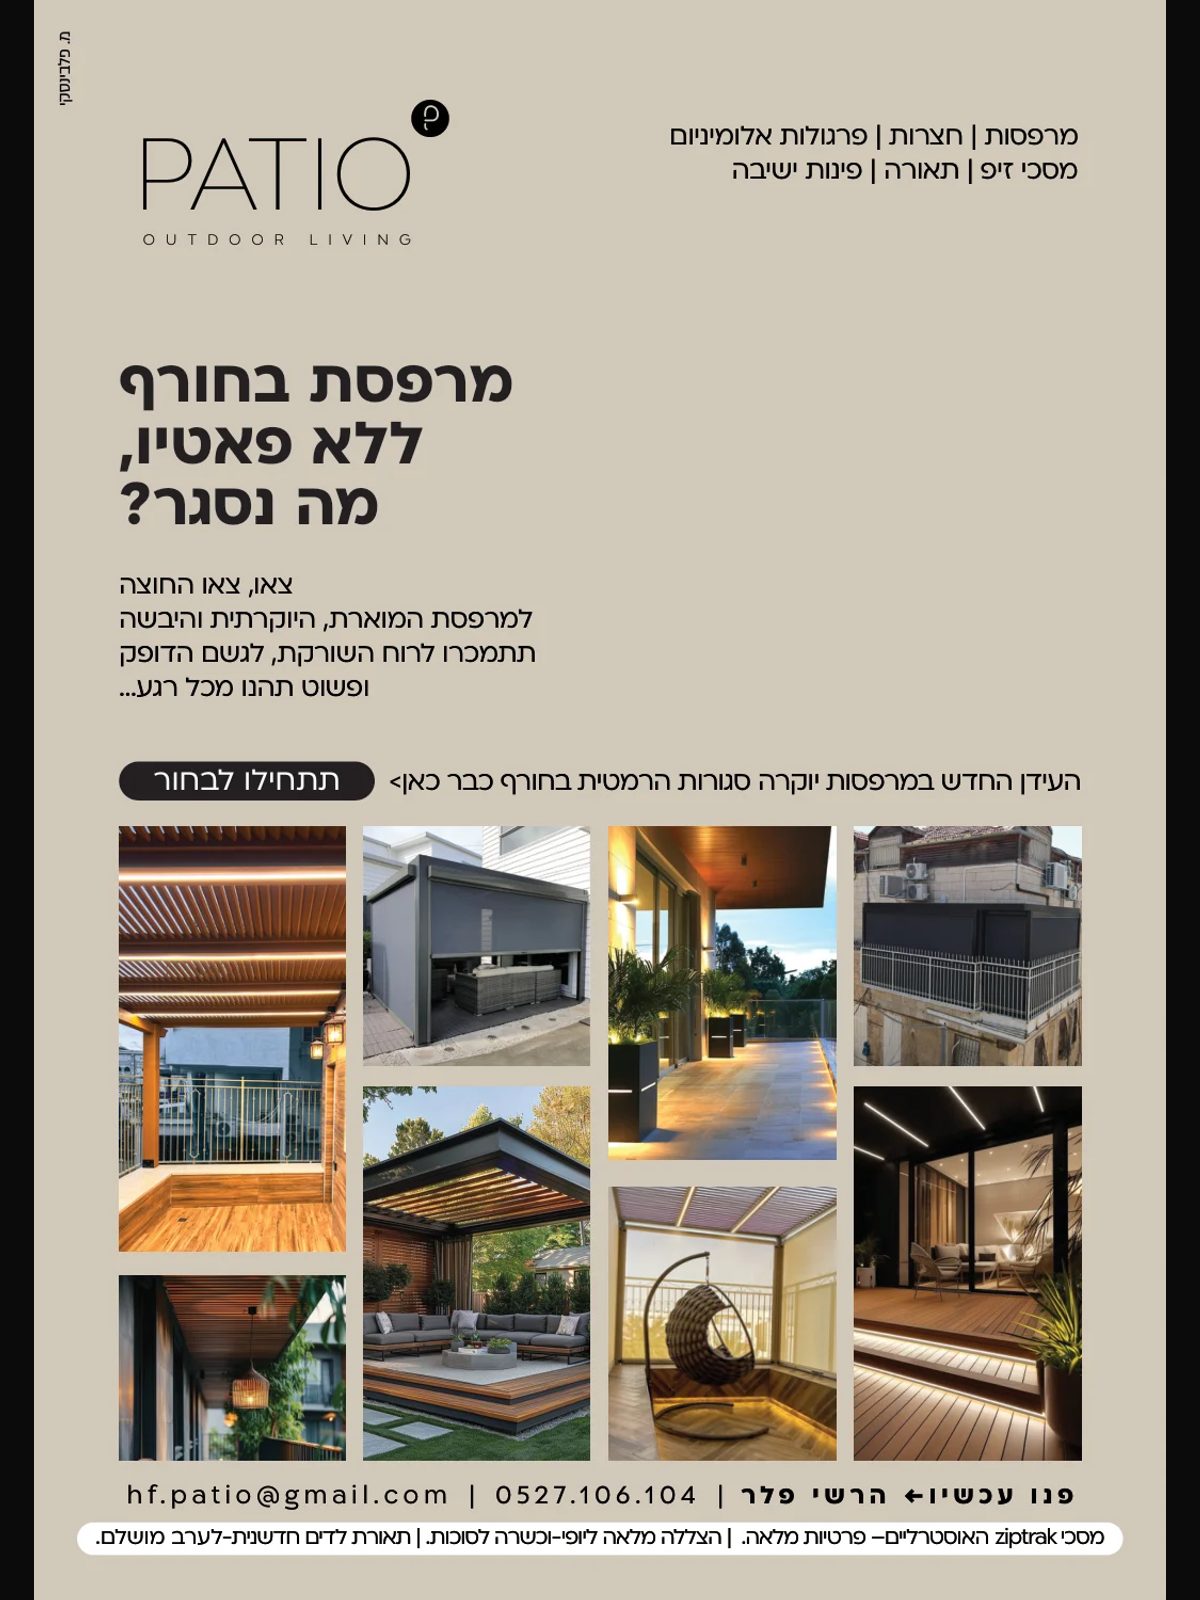 מ. פלבינסקי
PATIO
OUTDOOR LIVING
מרפסות | חצרות | פרגולות אלומיניום
מסכי זיפ | תאורה | פינות ישיבה
מרפסת בחורף
ללא פאטיו,
מה נסגר?
צאו, צאו החוצה
למרפסת המוארת, היוקרתית והיבשה
תתמכרו לרוח השורקת, לגשם הדופק
ופשוט תהנו מכל רגע...
העידן החדש במרפסות יוקרה סגורות הרמטית בחורף כבר כאן>
תתחילו לבחור
פנו עכשיו← הרשי פלר | 0527.106.104 | hf.patio@gmail.com
מסכי ziptrak האוסטרליים– פרטיות מלאה. | הצללה מלאה ליופי-וכשרה לסוכות. | תאורת לדים חדשנית-לערב מושלם.